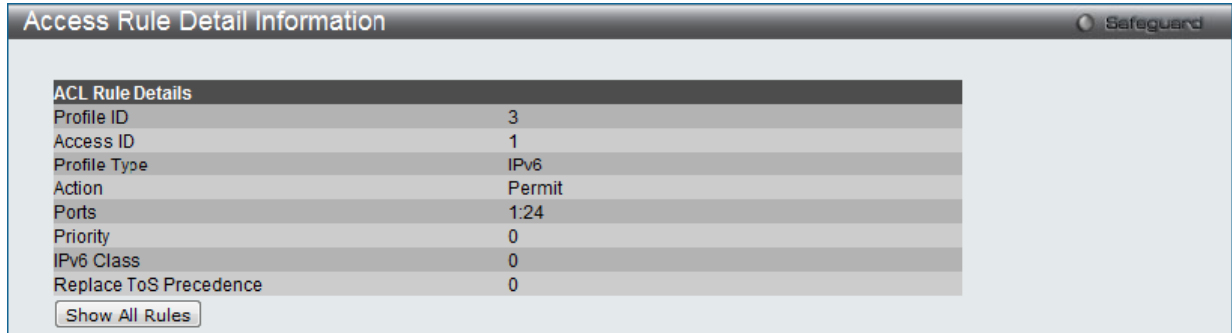 Access Rule Detail Information
Safeguard
ACL Rule Details
Profile ID 3
Access ID 1
Profile Type IPv6
Action Permit
Ports 1:24
Priority 0
IPv6 Class 0
Replace ToS Precedence 0
Show All Rules